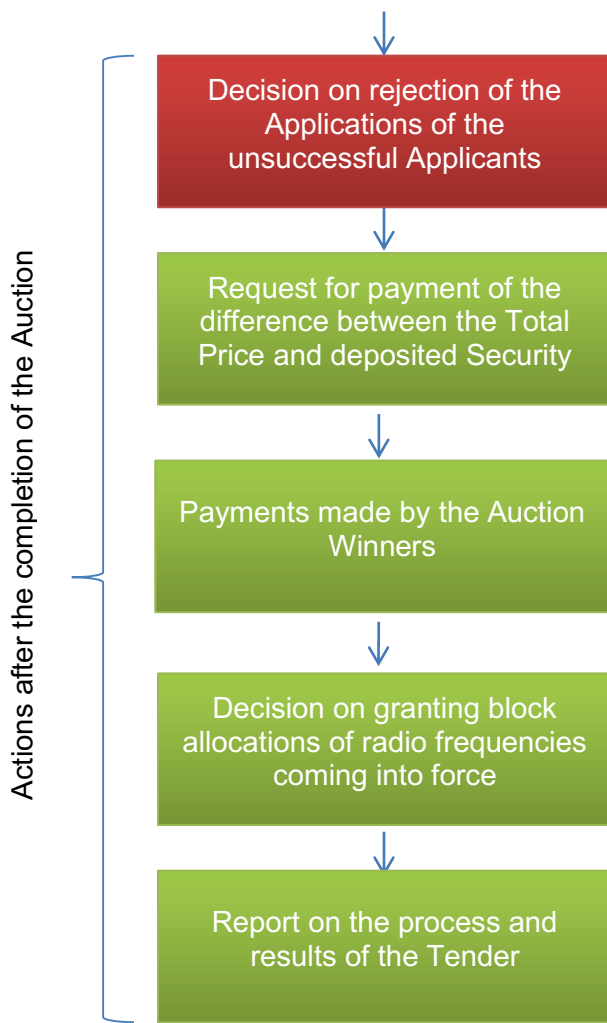 Actions after the completion of the Auction
Decision on rejection of the
Applications of the
unsuccessful Applicants
Request for payment of the
difference between the Total
Price and deposited Security
Payments made by the Auction
Winners
Decision on granting block
allocations of radio frequencies
coming into force
Report on the process and
results of the Tender